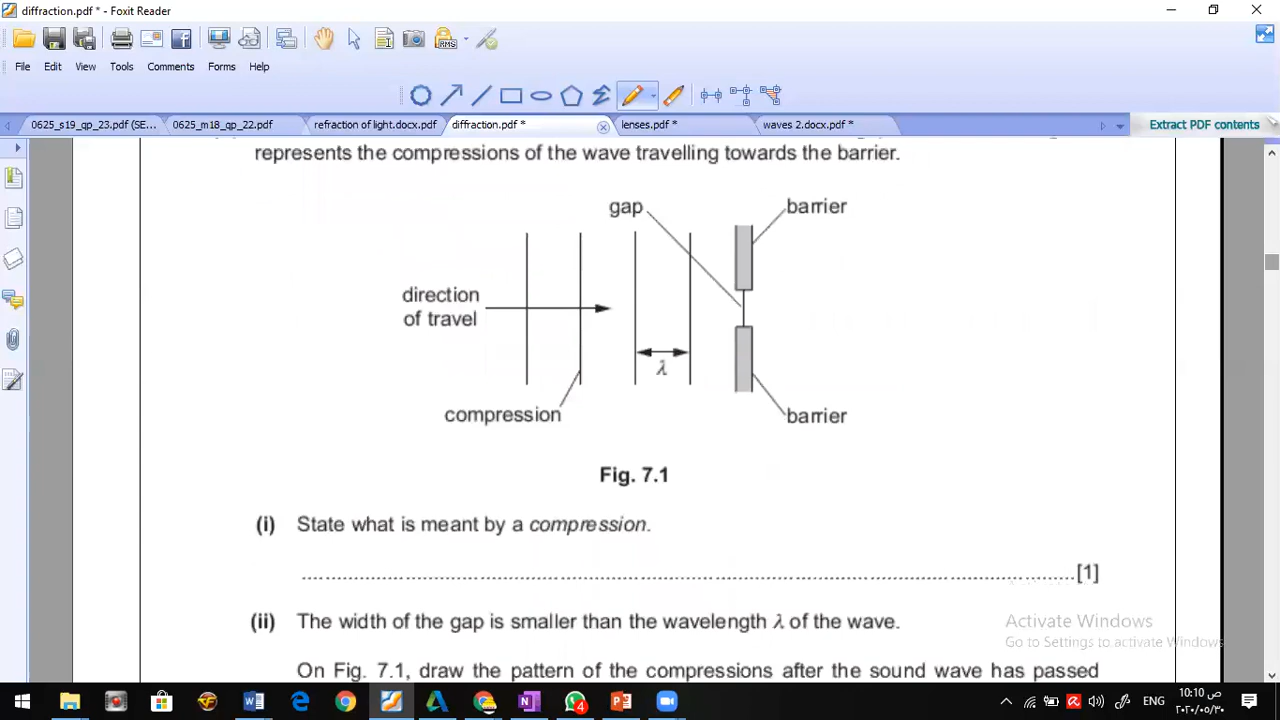 diffraction.pdf * - Foxit Reader
File Edit View Tools Comments Forms Help
0625_s19_qp_23.pdf (SE... 0625_m18_qp_22.pdf refraction of light.docx.pdf diffraction.pdf * lenses.pdf * waves 2.docx.pdf * Extract PDF contents
represents the compressions of the wave travelling towards the barrier.
gap
barrier
direction
of travel
λ
compression
barrier
Fig. 7.1
(i) State what is meant by a compression.
[1]
(ii) The width of the gap is smaller than the wavelength λ of the wave.
Activate Windows
Go to Settings to activate Windows.
On Fig. 7.1, draw the pattern of the compressions after the sound wave has passed
4
ENG
10:10 ص
٢٠٢٠/٠٥/٣٠